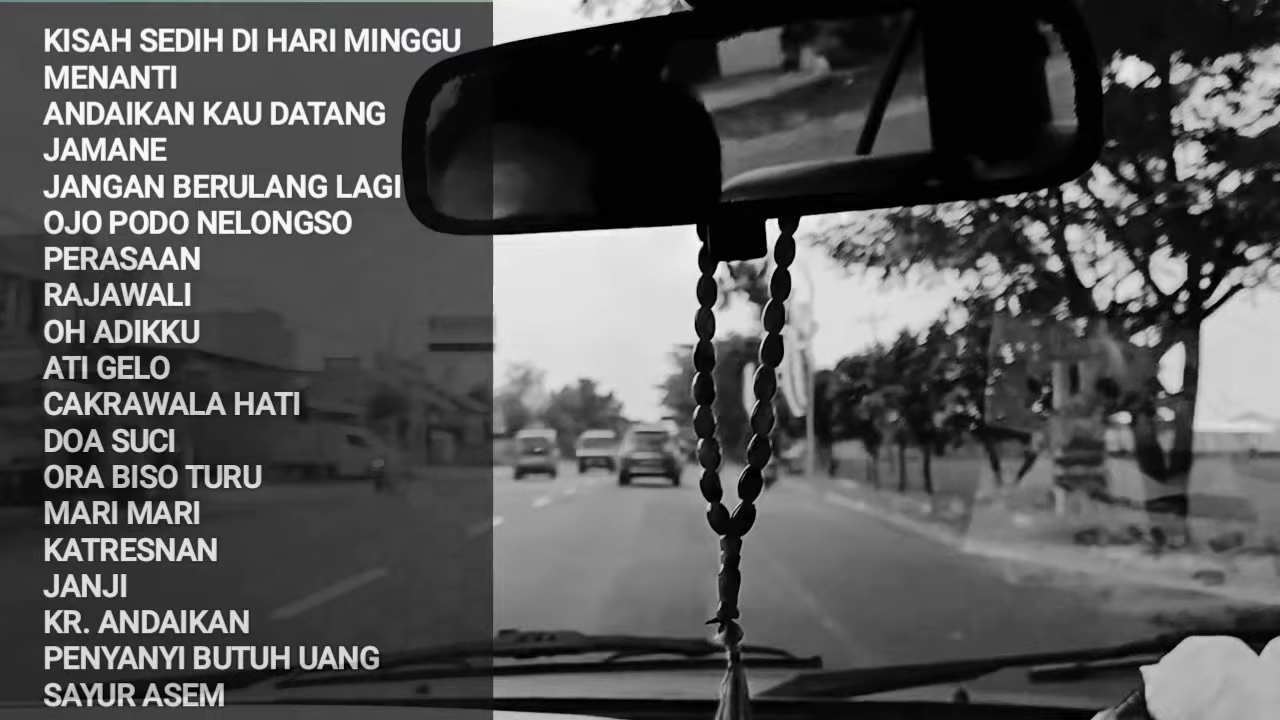 KISAH SEDIH DI HARI MINGGU
MENANTI
ANDAIKAN KAU DATANG
JAMANE
JANGAN BERULANG LAGI
OJO PODO NELONGSO
PERASAAN
RAJAWALI
OH ADIKKU
ATI GELO
CAKRAWALA HATI
DOA SUCI
ORA BISO TURU
MARI MARI
KATRESNAN
JANJI
KR. ANDAIKAN
PENYANYI BUTUH UANG
SAYUR ASEM